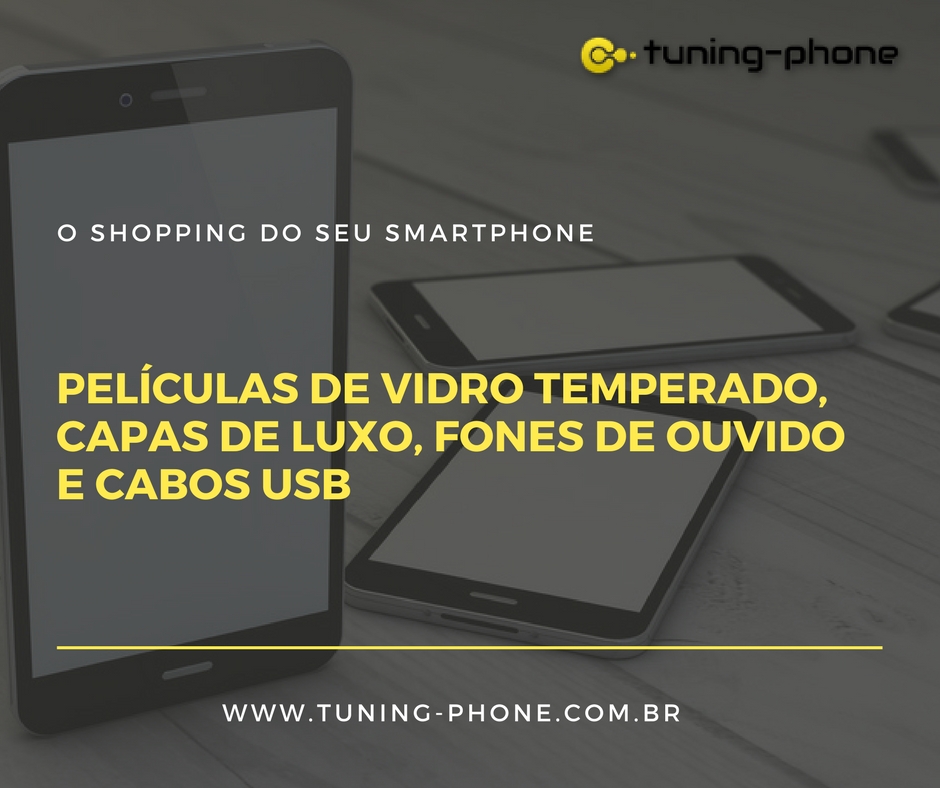 tuning-phone
O SHOPPING DO SEU SMARTPHONE
PELÍCULAS DE VIDRO TEMPERADO,
CAPAS DE LUXO, FONES DE OUVIDO
E CABOS USB
WWW.TUNING-PHONE.COM.BR